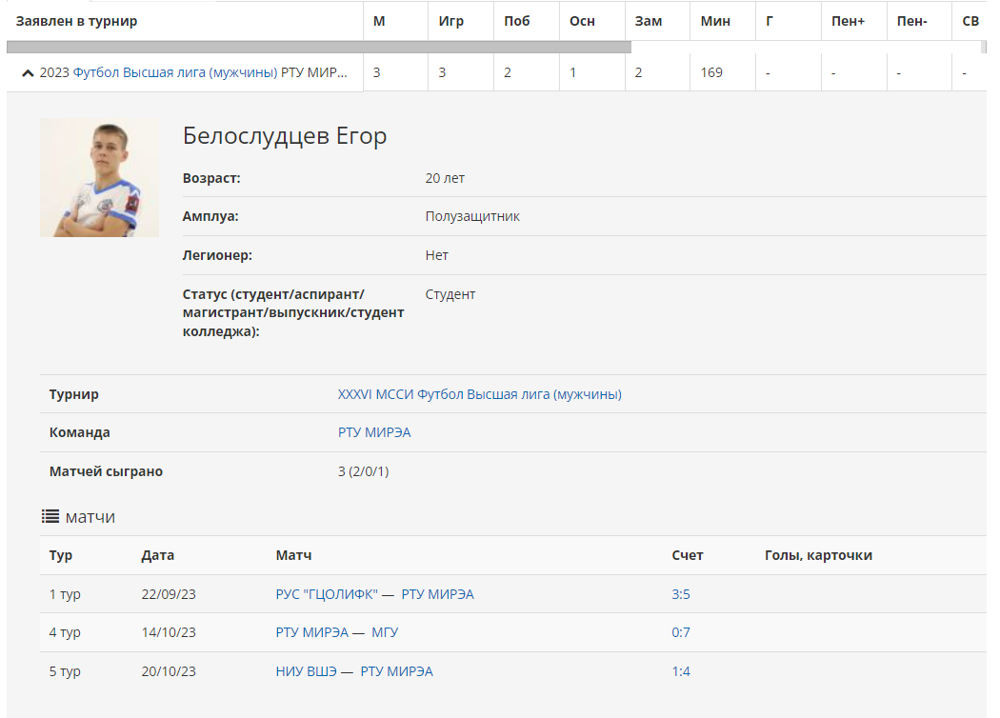 Заявлен в турнир М Игр Поб Осн Зам Мин Г Пен+ Пен- СВ
2023 Футбол Высшая лига (мужчины) РТУ МИР... 3 3 2 1 2 169 - - - -
Белослудцев Егор
Возраст: 20 лет
Амплуа: Полузащитник
Легионер: Нет
Статус (студент/аспирант/ Студент
магистрант/выпускник/студент
колледжа):
Турнир XXXVI МССИ Футбол Высшая лига (мужчины)
Команда РТУ МИРЭА
Матчей сыграно 3 (2/0/1)
матчи
Тур Дата Матч Счет Голы, карточки
1 тур 22/09/23 РУС "ГЦОЛИФК" — РТУ МИРЭА 3:5
4 тур 14/10/23 РТУ МИРЭА — МГУ 0:7
5 тур 20/10/23 НИУ ВШЭ — РТУ МИРЭА 1:4